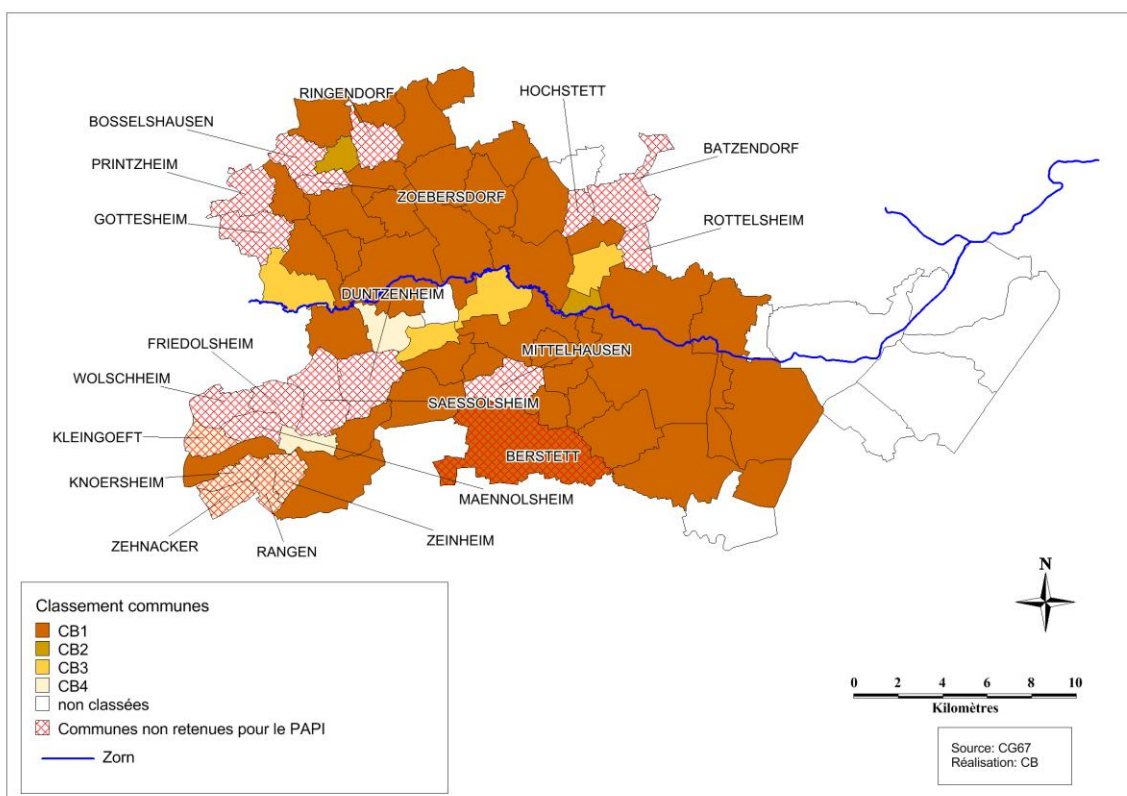 RINGENDORF
HOCHSTETT
BOSSELSHAUSEN
BATZENDORF
PRINTZHEIM
ZOEBERSDORF
GOTTESHEIM
ROTTELSHEIM
DUNTZENHEIM
FRIEDOLSHEIM
MITTELHAUSEN
WOLSCHHEIM
SAESSOLSHEIM
KLEINGOEFT
BERSTETT
KNOERSHEIM
MAENNOLSHEIM
ZEHNACKER
RANGEN
ZEINHEIM
N
Classement communes
CB1
CB2
CB3
CB4
non classées
Communes non retenues pour le PAPI
Zorn
0 2 4 6 8 10
Kilomètres
Source: CG67
Réalisation: CB